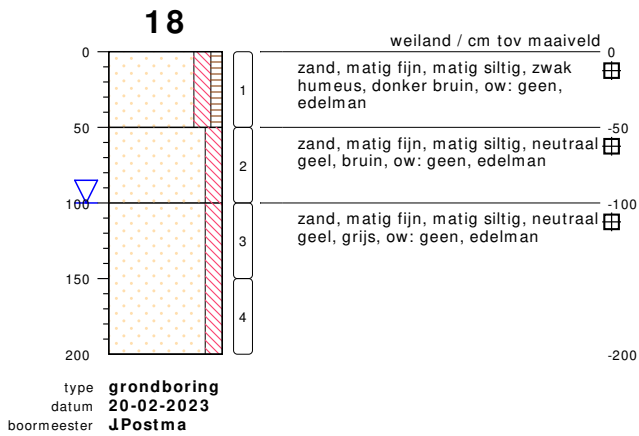 18
weiland / cm tov maaiveld
0
0
zand, matig fijn, matig siltig, zwak
humeus, donker bruin, ow: geen,
edelman
1
50
-50
zand, matig fijn, matig siltig, neutraal
geel, bruin, ow: geen, edelman
2
100
-100
zand, matig fijn, matig siltig, neutraal
geel, grijs, ow: geen, edelman
3
150
4
200
-200
type grondboring
datum 20-02-2023
boormeester J.Postma